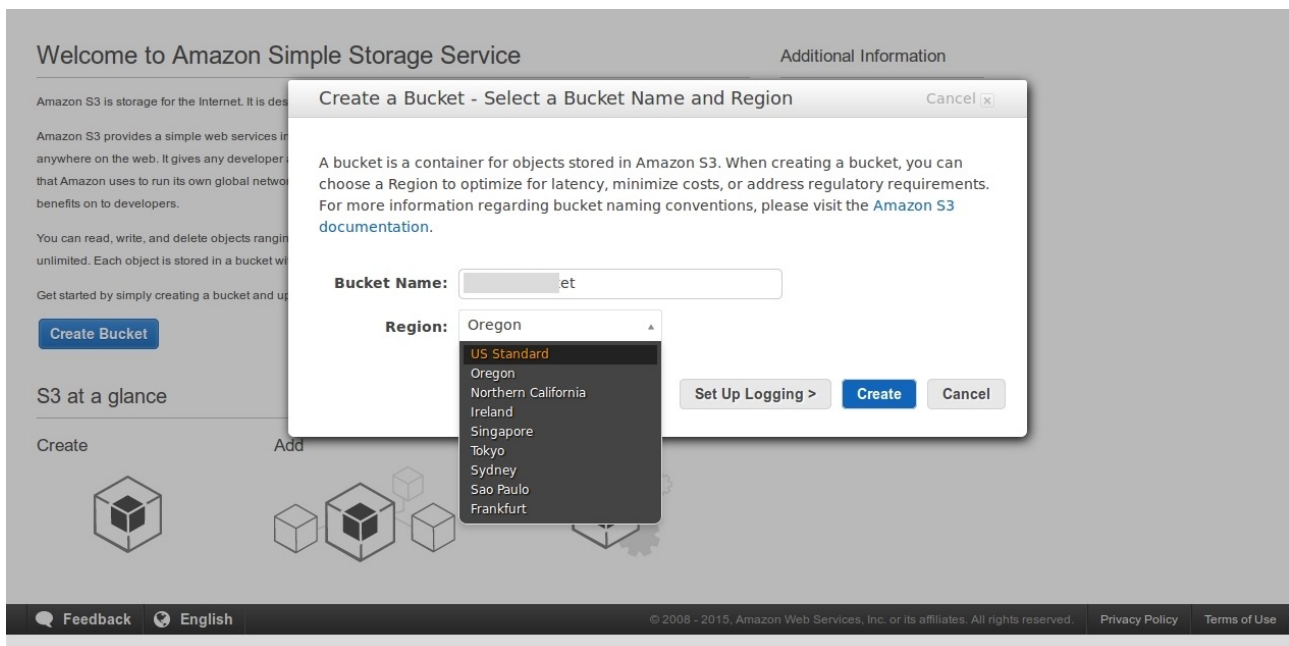 Welcome to Amazon Simple Storage Service
Additional Information
Amazon S3 is storage for the Internet. It is des
Amazon S3 provides a simple web services in
anywhere on the web. It gives any developer
that Amazon uses to run its own global networ
benefits on to developers.
You can read, write, and delete objects rangin
unlimited. Each object is stored in a bucket wi
Get started by simply creating a bucket and up
Create Bucket
S3 at a glance
Create
Add
Create a Bucket - Select a Bucket Name and Region
Cancel x
A bucket is a container for objects stored in Amazon S3. When creating a bucket, you can
choose a Region to optimize for latency, minimize costs, or address regulatory requirements.
For more information regarding bucket naming conventions, please visit the Amazon S3
documentation.
Bucket Name: et
Region: Oregon
US Standard
Oregon
Northern California
Ireland
Singapore
Tokyo
Sydney
Sao Paulo
Frankfurt
Set Up Logging >
Create
Cancel
Feedback
English
© 2008 - 2015, Amazon Web Services, Inc. or its affiliates. All rights reserved.
Privacy Policy
Terms of Use